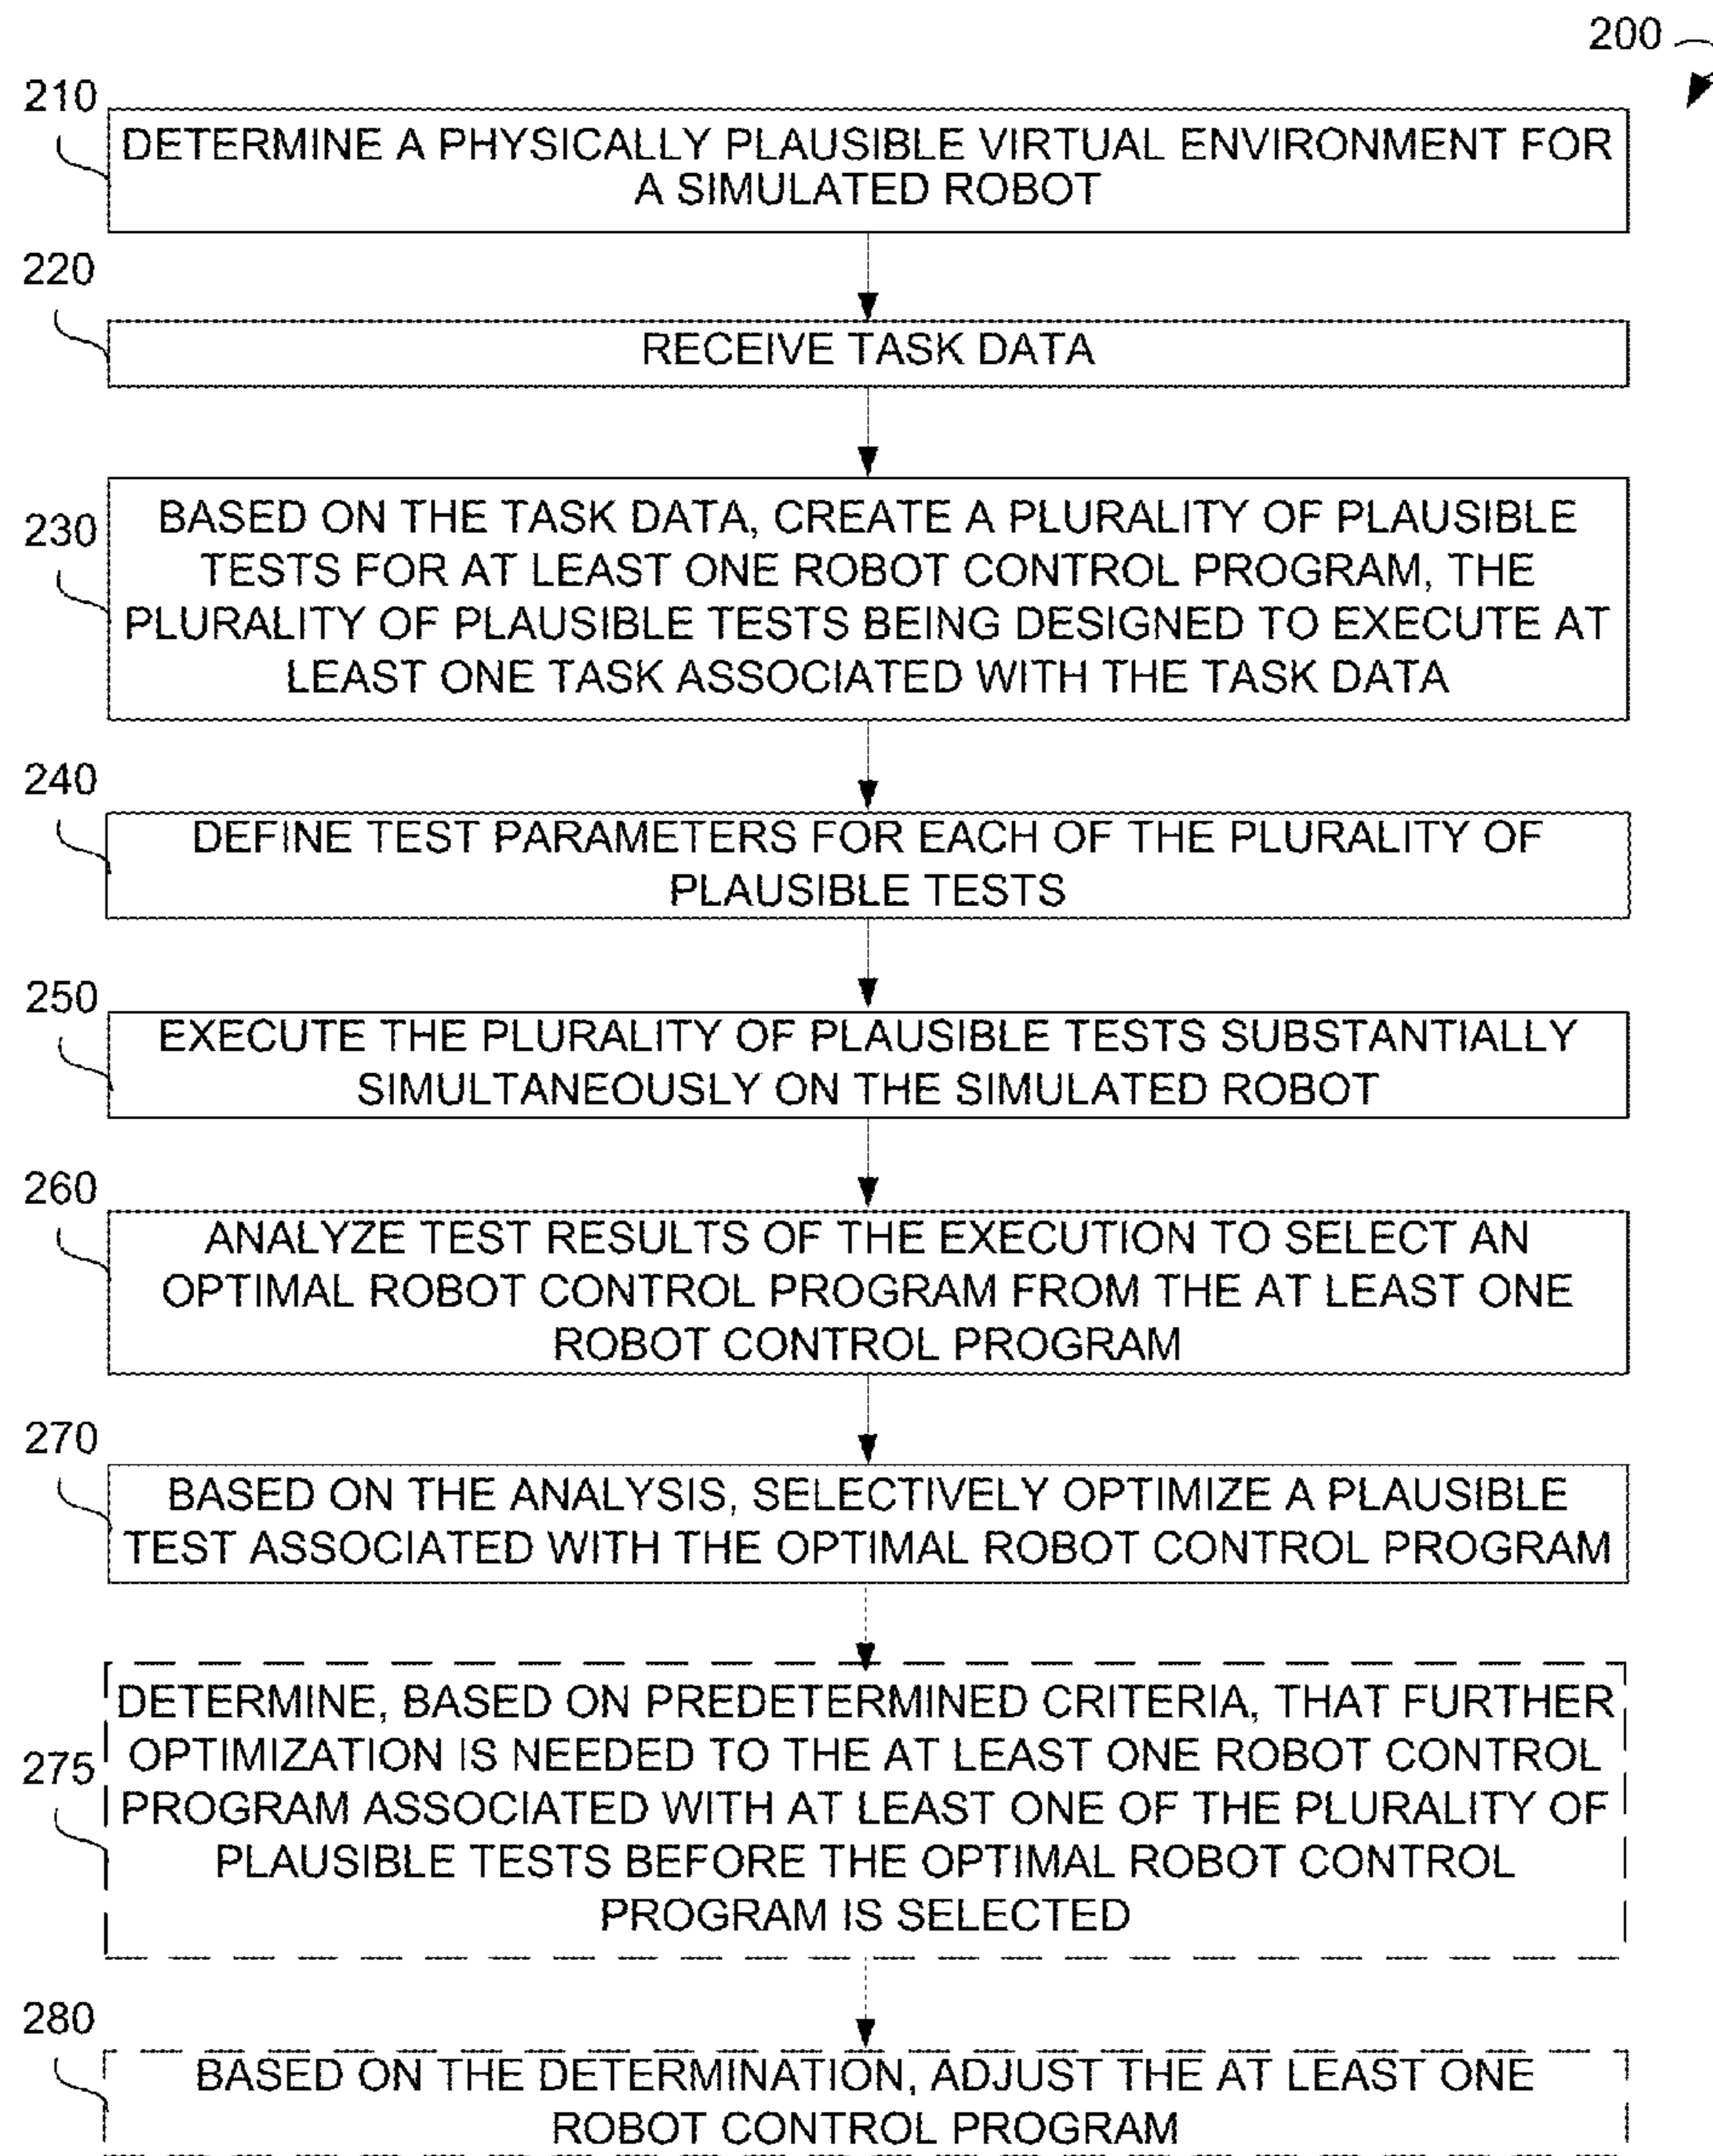 200
210
DETERMINE A PHYSICALLY PLAUSIBLE VIRTUAL ENVIRONMENT FOR
A SIMULATED ROBOT
220
RECEIVE TASK DATA
230
BASED ON THE TASK DATA, CREATE A PLURALITY OF PLAUSIBLE
TESTS FOR AT LEAST ONE ROBOT CONTROL PROGRAM, THE
PLURALITY OF PLAUSIBLE TESTS BEING DESIGNED TO EXECUTE AT
LEAST ONE TASK ASSOCIATED WITH THE TASK DATA
240
DEFINE TEST PARAMETERS FOR EACH OF THE PLURALITY OF
PLAUSIBLE TESTS
250
EXECUTE THE PLURALITY OF PLAUSIBLE TESTS SUBSTANTIALLY
SIMULTANEOUSLY ON THE SIMULATED ROBOT
260
ANALYZE TEST RESULTS OF THE EXECUTION TO SELECT AN
OPTIMAL ROBOT CONTROL PROGRAM FROM THE AT LEAST ONE
ROBOT CONTROL PROGRAM
270
BASED ON THE ANALYSIS, SELECTIVELY OPTIMIZE A PLAUSIBLE
TEST ASSOCIATED WITH THE OPTIMAL ROBOT CONTROL PROGRAM
275
DETERMINE, BASED ON PREDETERMINED CRITERIA, THAT FURTHER
OPTIMIZATION IS NEEDED TO THE AT LEAST ONE ROBOT CONTROL
PROGRAM ASSOCIATED WITH AT LEAST ONE OF THE PLURALITY OF
PLAUSIBLE TESTS BEFORE THE OPTIMAL ROBOT CONTROL
PROGRAM IS SELECTED
280
BASED ON THE DETERMINATION, ADJUST THE AT LEAST ONE
ROBOT CONTROL PROGRAM